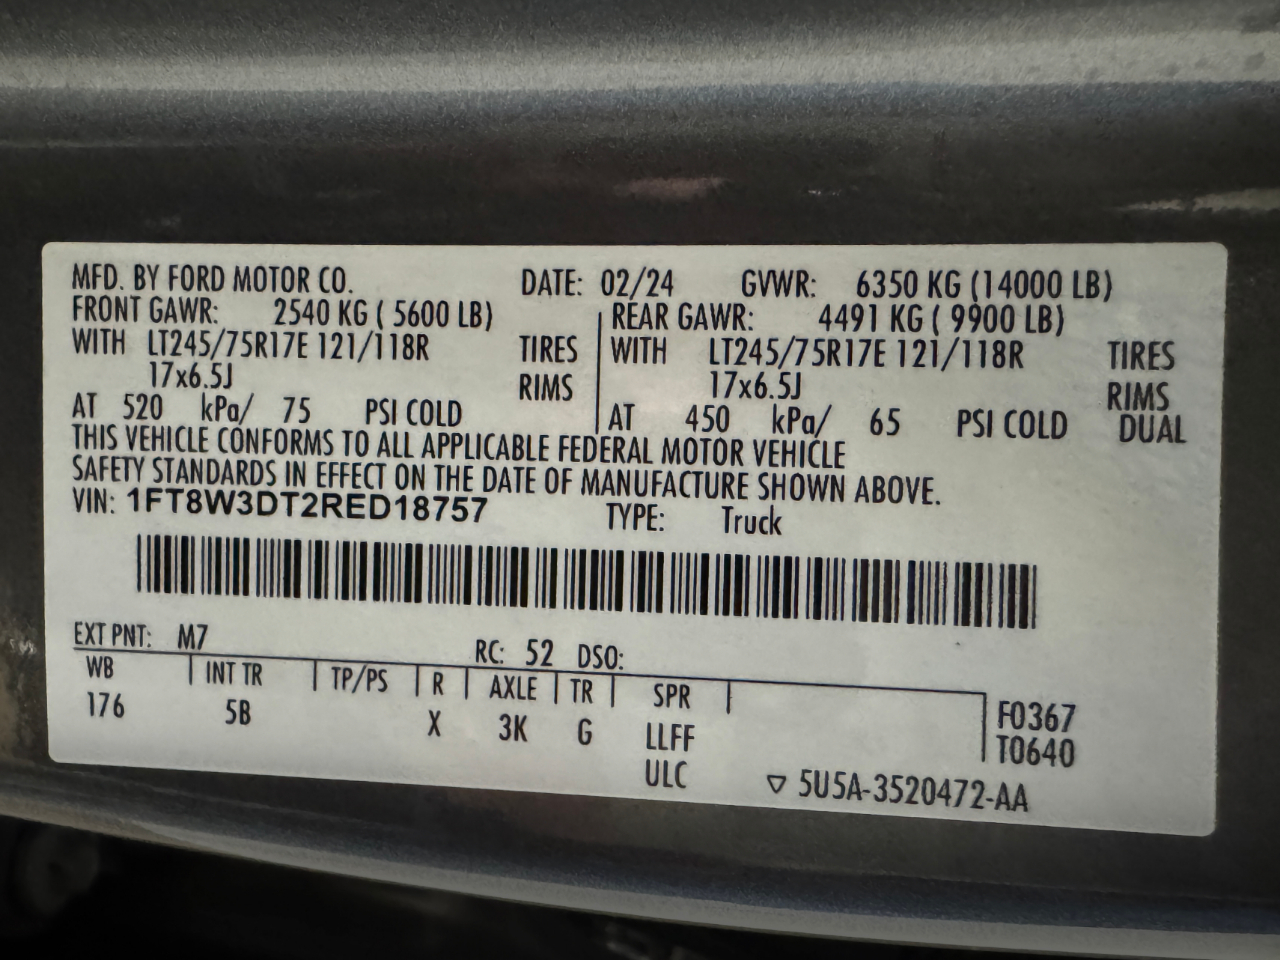 MFD. BY FORD MOTOR CO. DATE: 02/24 GVWR: 6350 KG (14000 LB)
FRONT GAWR: 2540 KG ( 5600 LB) REAR GAWR: 4491 KG ( 9900 LB)
WITH LT245/75R17E 121/118R TIRES WITH LT245/75R17E 121/118R TIRES
17x6.5J RIMS 17x6.5J RIMS
AT 520 kPa/ 75 PSI COLD AT 450 kPa/ 65 PSI COLD DUAL
THIS VEHICLE CONFORMS TO ALL APPLICABLE FEDERAL MOTOR VEHICLE
SAFETY STANDARDS IN EFFECT ON THE DATE OF MANUFACTURE SHOWN ABOVE.
VIN: 1FT8W3DT2RED18757 TYPE: Truck
EXT PNT: M7 RC: 52 DSO:
WB INT TR TP/PS R AXLE TR SPR
176 5B X 3K G LLFF F0367
ULC T0640
▽ 5U5A-3520472-AA